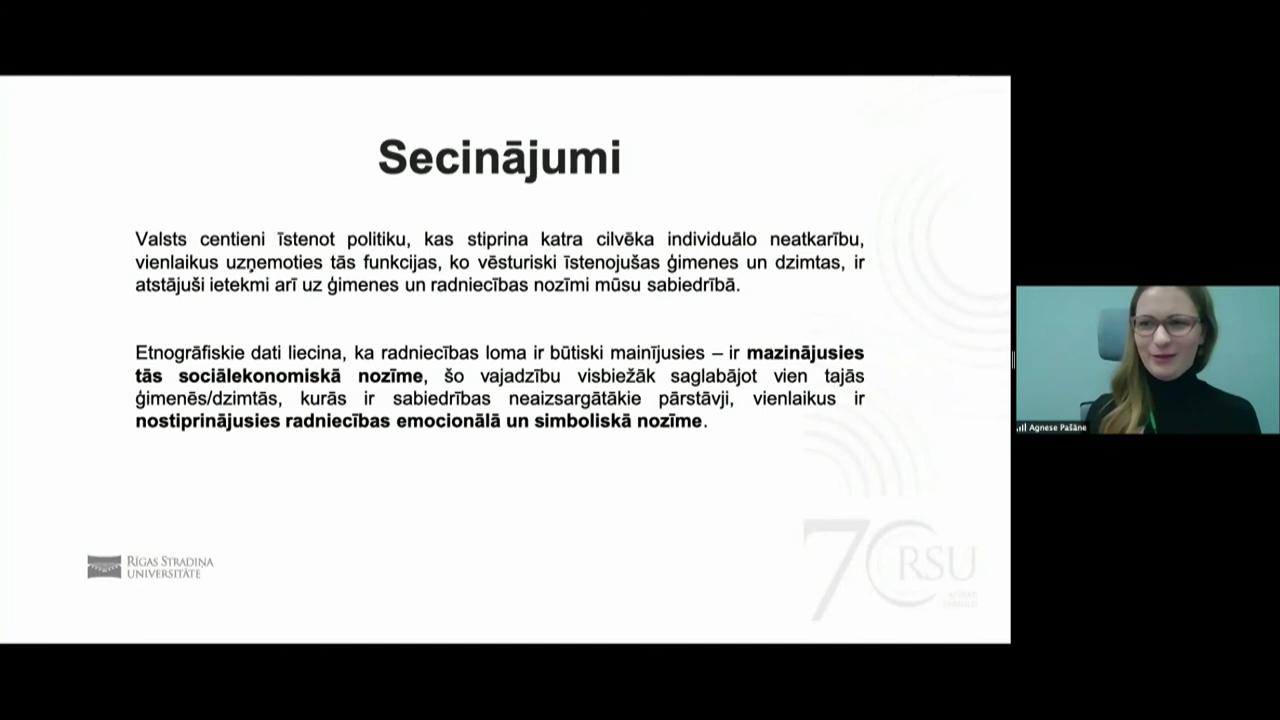 Secinājumi
Valsts centieni īstenot politiku, kas stiprina katra cilvēka individuālo neatkarību,
vienlaikus uzņemoties tās funkcijas, ko vēsturiski īstenojušas ģimenes un dzimtas, ir
atstājuši ietekmi arī uz ģimenes un radniecības nozīmi mūsu sabiedrībā.
Etnogrāfiskie dati liecina, ka radniecības loma ir būtiski mainījusies – ir mazinājusies
tās sociālekonomiskā nozīme, šo vajadzību visbiežāk saglabājot vien tajās
ģimenēs/dzimtās, kurās ir sabiedrības neaizsargātākie pārstāvji, vienlaikus ir
nostiprinājusies radniecības emocionālā un simboliskā nozīme.
RĪGAS STRADIŅA
UNIVERSITĀTE
70 RSU
Agnese Pašāne